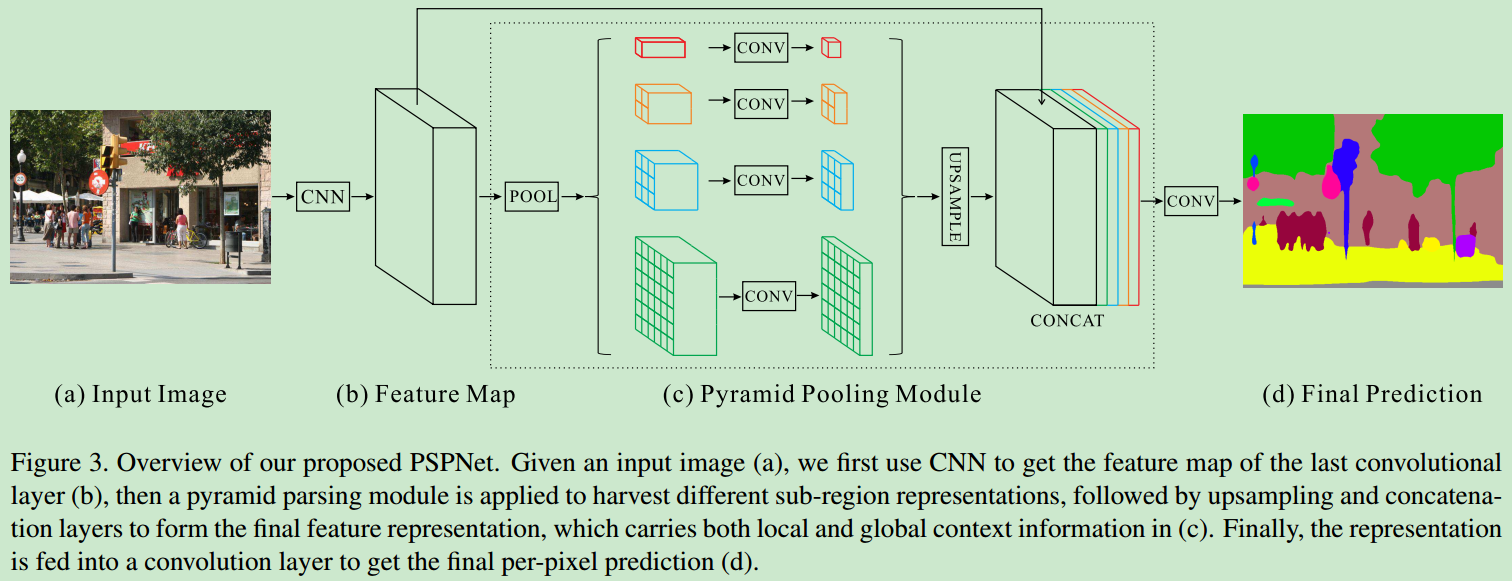 CNN
POOL
CONV
CONV
CONV
CONV
UPSAMPLE
CONCAT
CONV
(a) Input Image
(b) Feature Map
(c) Pyramid Pooling Module
(d) Final Prediction
Figure 3. Overview of our proposed PSPNet. Given an input image (a), we first use CNN to get the feature map of the last convolutional
layer (b), then a pyramid parsing module is applied to harvest different sub-region representations, followed by upsampling and concatena-
tion layers to form the final feature representation, which carries both local and global context information in (c). Finally, the representation
is fed into a convolution layer to get the final per-pixel prediction (d).